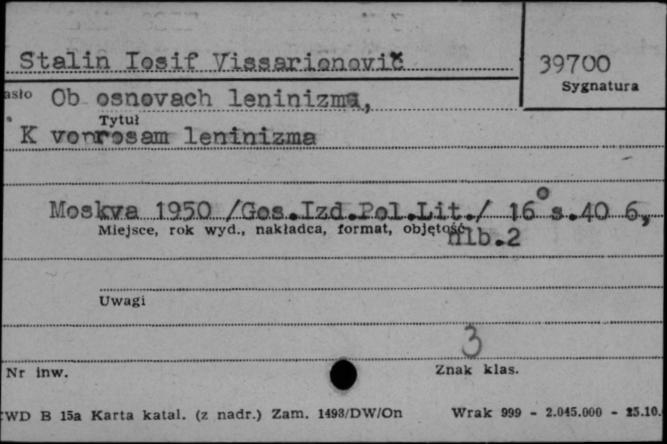 Stalin Iosif Vissarionovič
39700
Sygnatura
asło Ob osnovach leninizma,
Tytuł
K voprosam leninizma
Moskva 1950 /Gos.Izd.Pol.Lit./ 16° s.40 6,
Miejsce, rok wyd., nakładca, format, objętość
nlb.2
Uwagi
3
Nr inw.
Znak klas.
WD B 15a Karta katal. (z nadr.) Zam. 1493/DW/On Wrak 999 - 2.045.000 - 25.10.